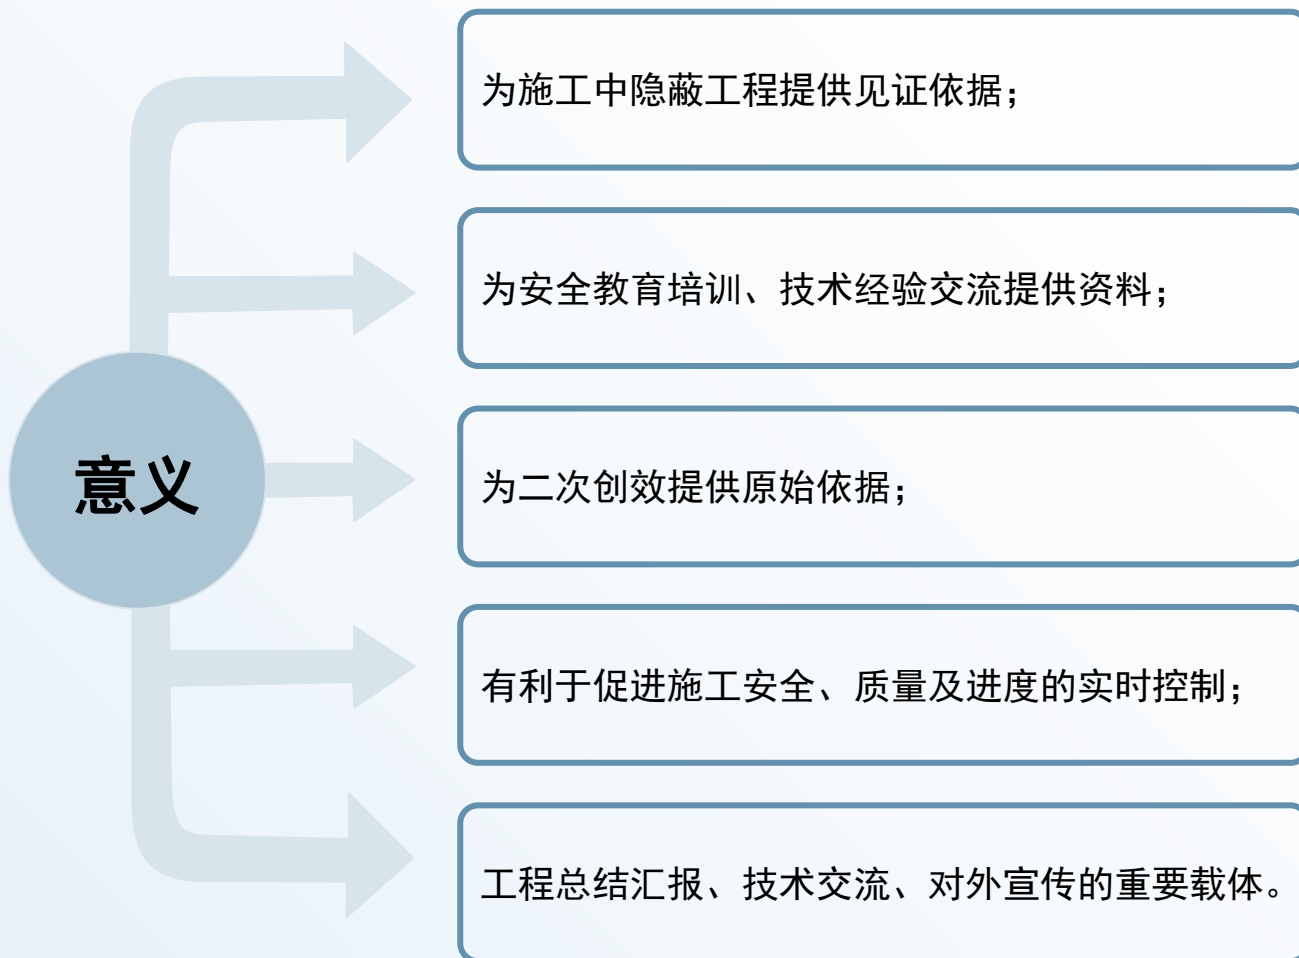 为施工中隐蔽工程提供见证依据；
为安全教育培训、技术经验交流提供资料；
意义
为二次创效提供原始依据；
有利于促进施工安全、质量及进度的实时控制；
工程总结汇报、技术交流、对外宣传的重要载体。